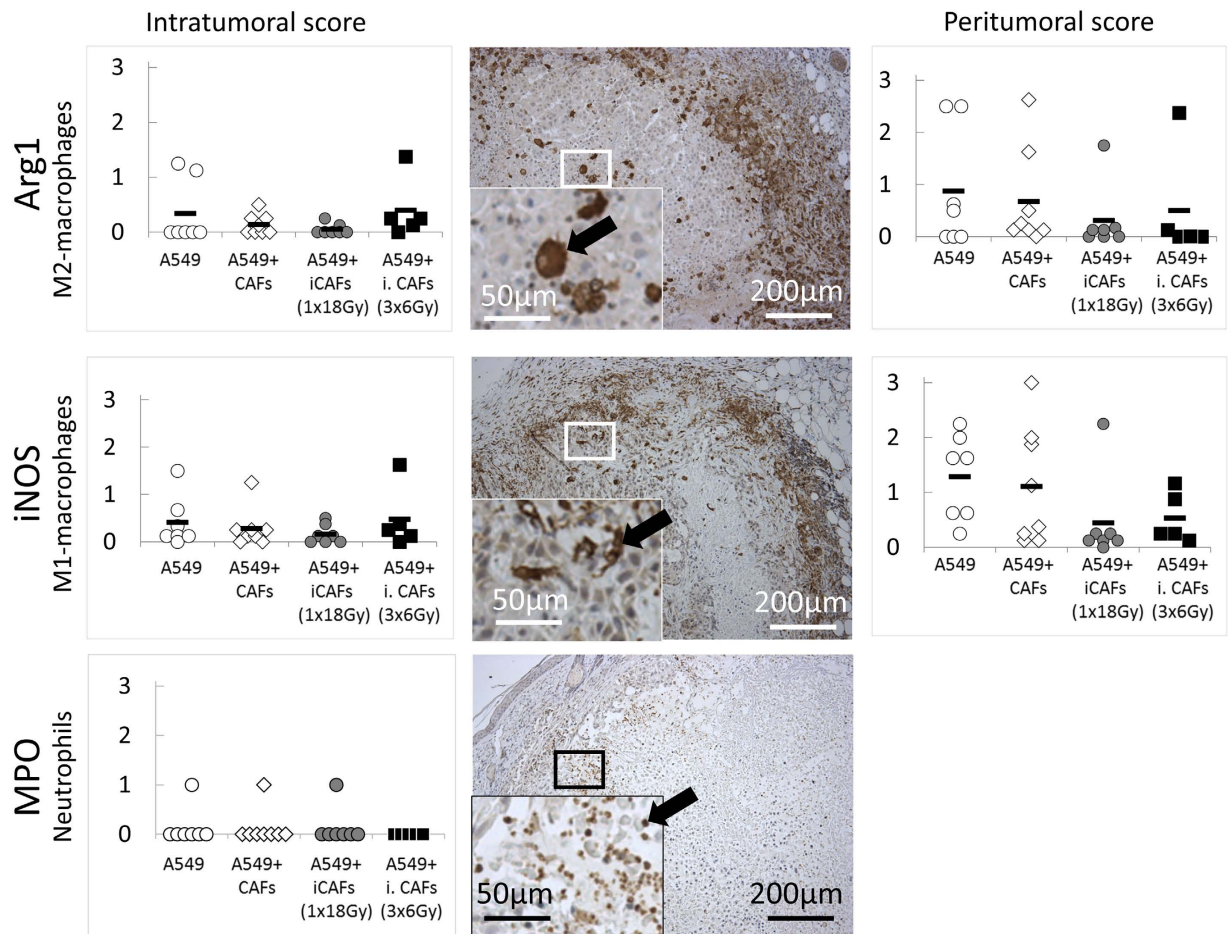 Intratumoral score
Peritumoral score
Arg1
M2-macrophages
3
2
1
0
A549
A549+
CAFs
A549+
iCAFs
(1x18Gy)
A549+
i. CAFs
(3x6Gy)
50µm
200µm
3
2
1
0
A549
A549+
CAFs
A549+
iCAFs
(1x18Gy)
A549+
i. CAFs
(3x6Gy)
iNOS
M1-macrophages
3
2
1
0
A549
A549+
CAFs
A549+
iCAFs
(1x18Gy)
A549+
i. CAFs
(3x6Gy)
50µm
200µm
3
2
1
0
A549
A549+
CAFs
A549+
iCAFs
(1x18Gy)
A549+
i. CAFs
(3x6Gy)
MPO
Neutrophils
3
2
1
0
A549
A549+
CAFs
A549+
iCAFs
(1x18Gy)
A549+
i. CAFs
(3x6Gy)
50µm
200µm